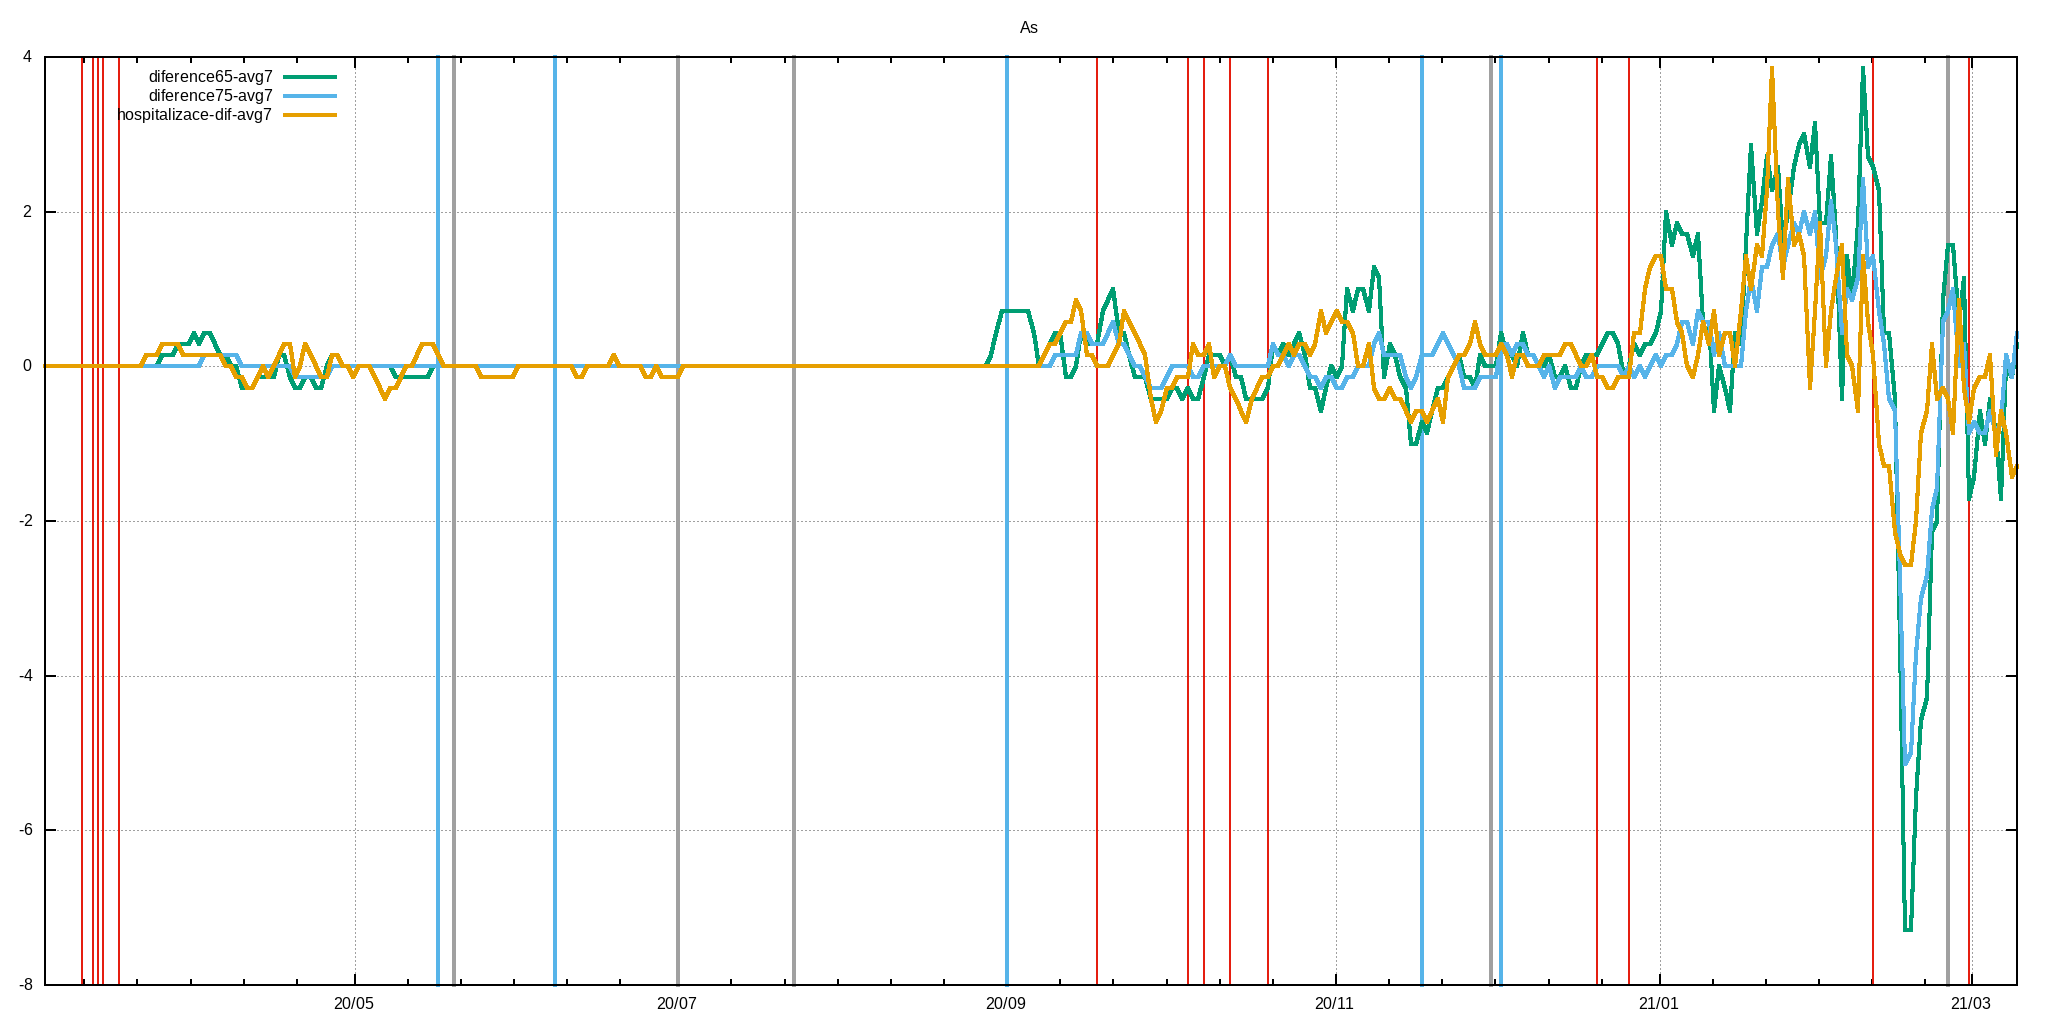 As
4
diference65-avg7
diference75-avg7
hospitalizace-dif-avg7
2
0
-2
-4
-6
-8
20/05 20/07 20/09 20/11 21/01 21/03